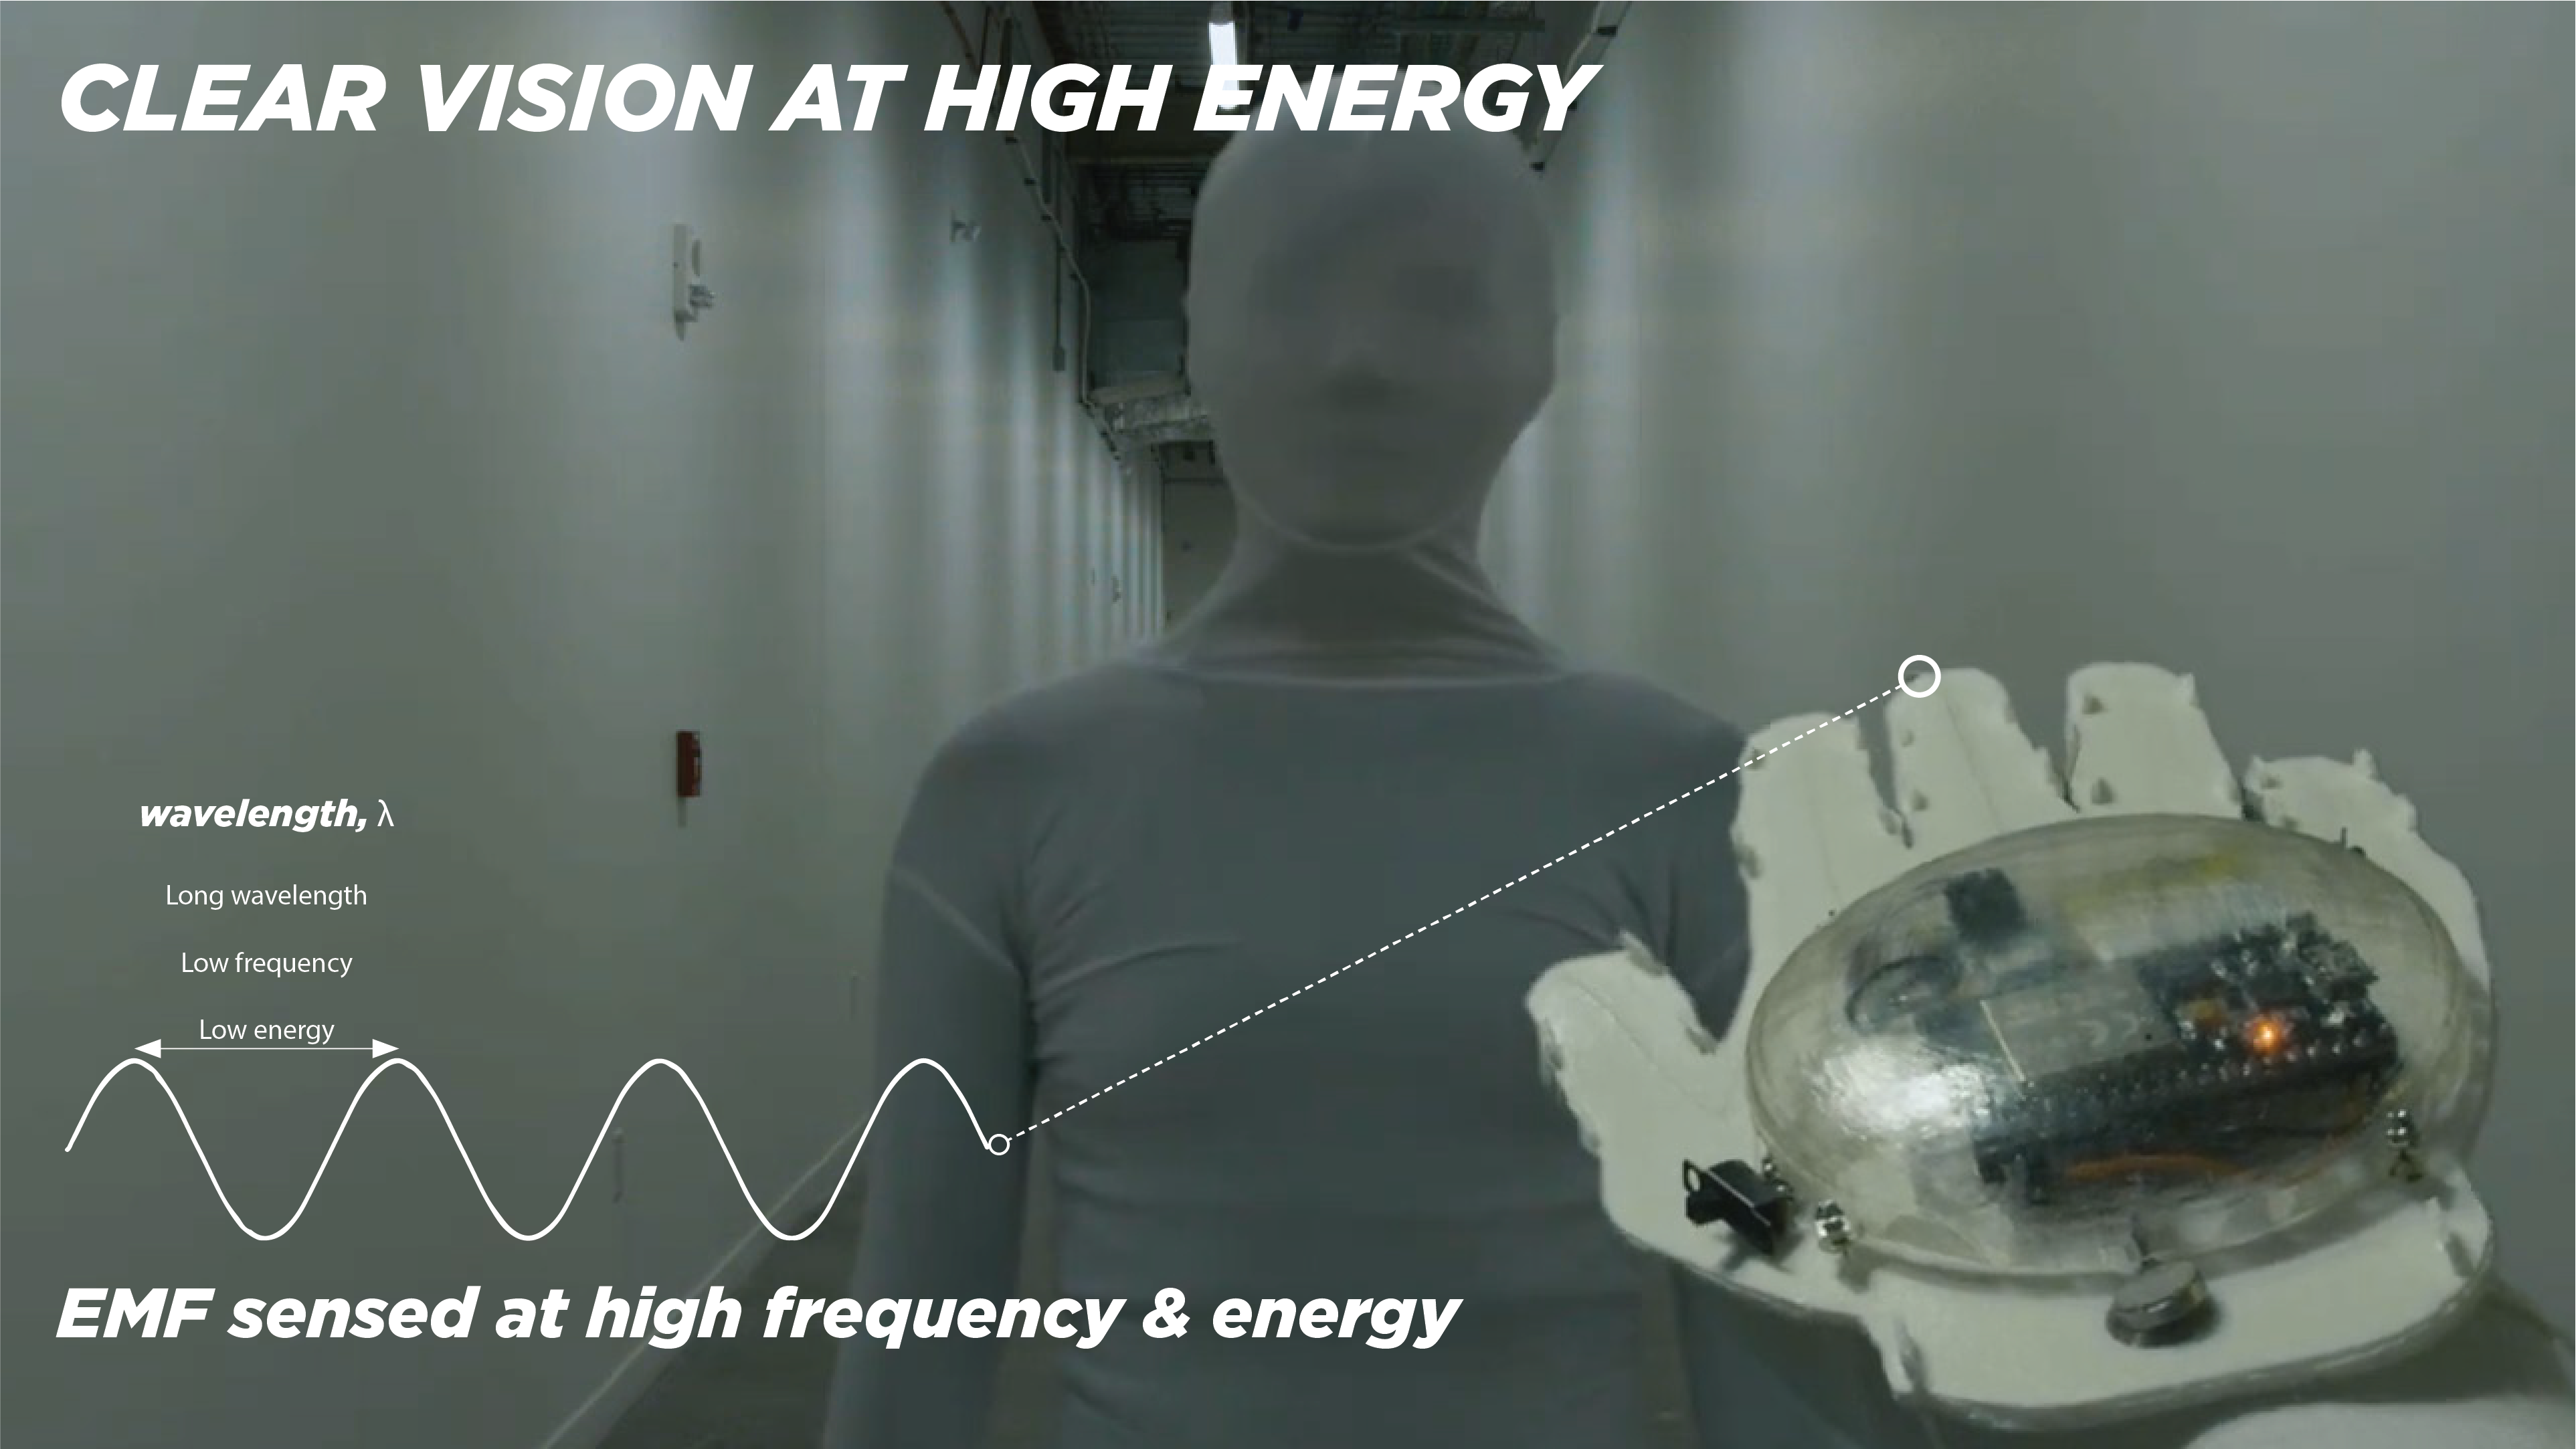 CLEAR VISION AT HIGH ENERGY
wavelength, λ
Long wavelength
Low frequency
Low energy
EMF sensed at high frequency & energy